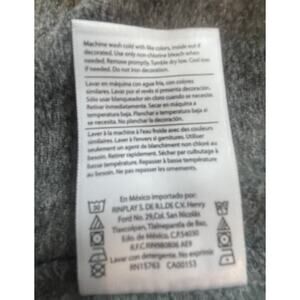 Machine wash cold with like colors, inside out if
decorated. Use only non-chlorine bleach when
needed. Remove promptly. Tumble dry low. Cool iron
if needed. Do not iron decoration.
Lavar en máquina con agua fría, con colores
similares. Lavar por el revés si presenta decoración.
Sólo usar blanqueador sin cloro cuando es necesario.
Retirar inmediatamente. Secar en máquina a
temperatura baja. Planchar a temperatura baja si se
necesita. No planchar la decoración.
Laver à la machine à l'eau froide avec des couleurs
similaires. Laver à l'envers si garnitures. Utiliser
seulement un agent de blanchiment non chloré au
besoin. Retirer rapidement. Sécher par culbutage à
basse température. Repasser à basse température
au besoin. Ne pas repasser les ornements.
30
En México importado por:
RINPLAY S. DE R.L. DE C.V. Henry
Ford No. 29, Col. San Nicolás
Tlaxcolpan, Tlalnepantla de Baz,
Edo. de México, C.P.54030
R.F.C.RIN980806 AE9
Lavar con detergente. No exprimir
RN15763 CA00153